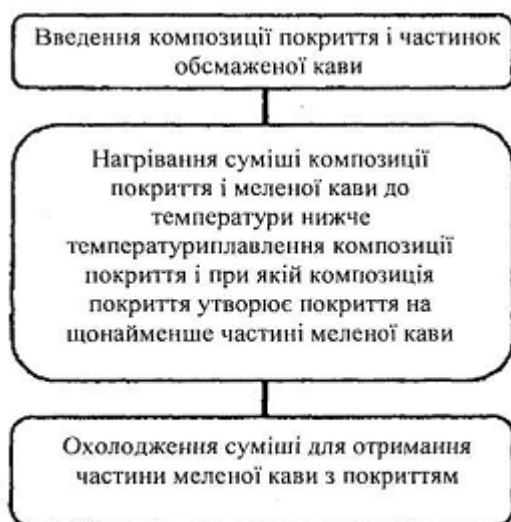 Введення композиції покриття і частинок
обсмаженої кави
Нагрівання суміші композиції
покриття і меленої кави до
температури нижче
температуриплавлення композиції
покриття і при якій композиція
покриття утворює покриття на
щонайменше частині меленої кави
Охолодження суміші для отримання
частини меленої кави з покриттям